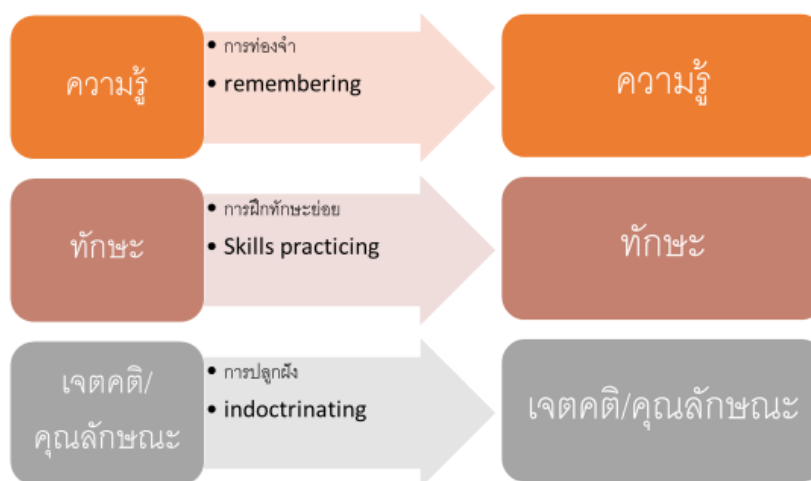 ความรู้
• การท่องจำ
• remembering
ความรู้
ทักษะ
• การฝึกทักษะย่อย
• Skills practicing
ทักษะ
เจตคติ/
คุณลักษณะ
• การปลูกฝัง
• indoctrinating
เจตคติ/คุณลักษณะ